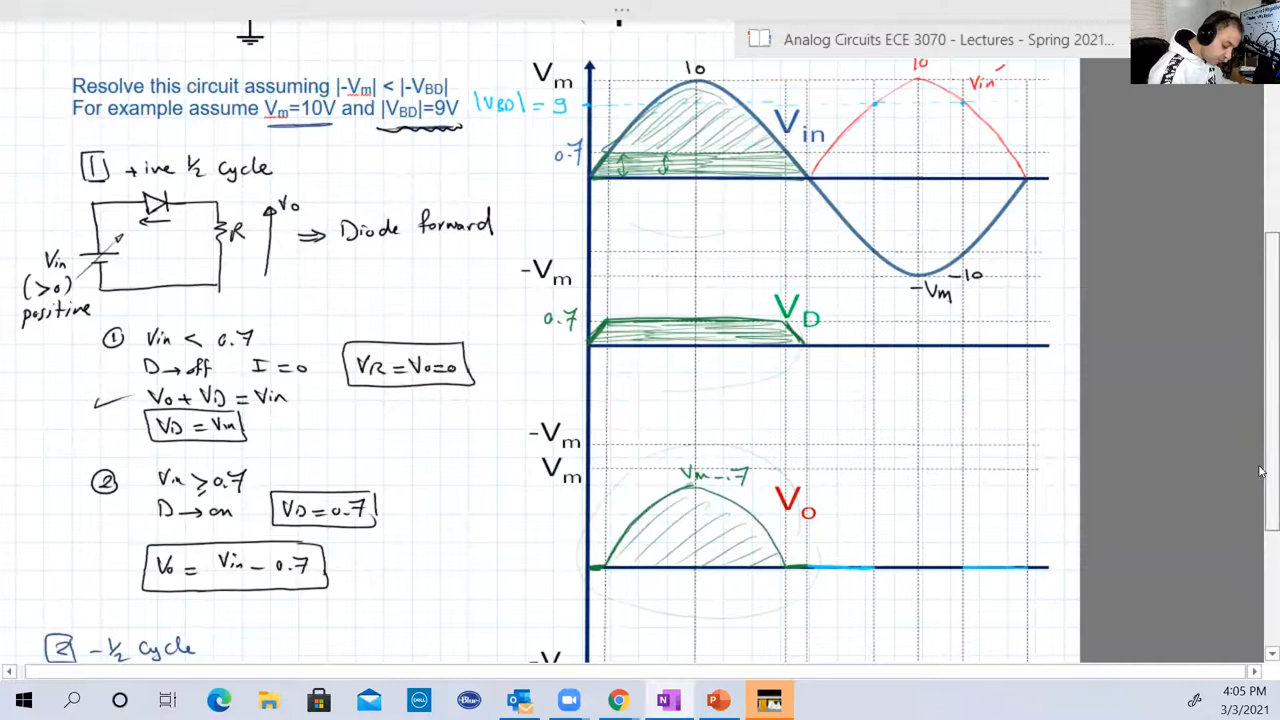 Analog Circuits ECE 3070 - Lectures - Spring 2021...
Resolve this circuit assuming |-Vm| < |-VBD|
For example assume Vm=10V and |VBD|=9V
1 +ive ½ cycle
Vin
(>0)
positive
R
Vo
⇒ Diode forward
① Vin < 0.7
D → off I = 0
VR = Vo = 0
✓ Vo + VD = Vin
VD = Vin
② Vin ≥ 0.7
D → on
VD = 0.7
Vo = Vin - 0.7
2 - ½ cycle
Vm
10
10
Vin'
|VBD| = 9
Vin
0.7
-Vm
-10
-Vm
VD
0.7
-Vm
Vm
Vm-.7
Vo
4:05 PM
3/3/2021
DELL
Blue